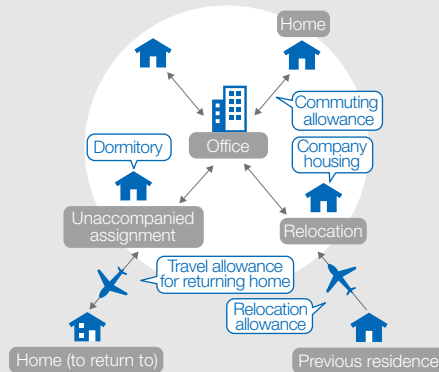 Home
Commuting
allowance
Office
Dormitory
Company
housing
Unaccompanied
assignment
Relocation
Travel allowance
for returning home
Relocation
allowance
Home (to return to)
Previous residence